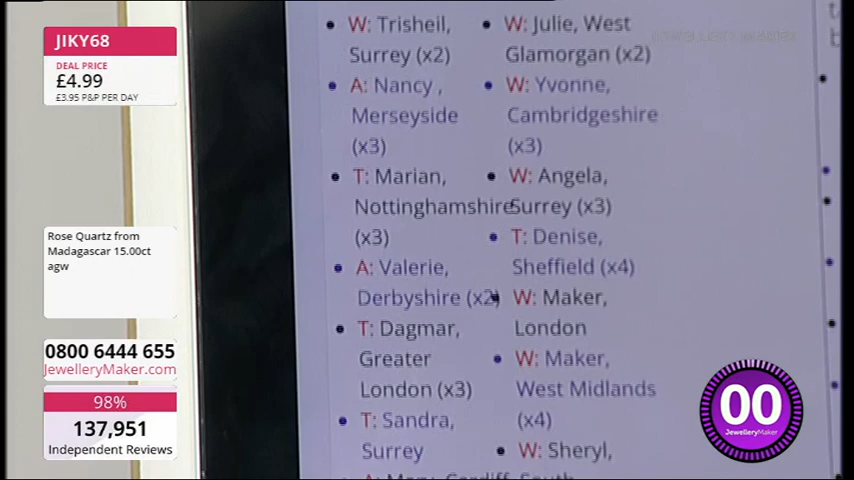 JIKY68
DEAL PRICE
£4.99
£3.95 P&P PER DAY
Rose Quartz from
Madagascar 15.00ct
agw
0800 6444 655
JewelleryMaker.com
98%
137,951
Independent Reviews
W: Trisheil,
Surrey (x2)
A: Nancy ,
Merseyside
(x3)
T: Marian,
Nottinghamshire
(x3)
A: Valerie,
Derbyshire (x2)
T: Dagmar,
Greater
London (x3)
T: Sandra,
Surrey
W: Julie, West
Glamorgan (x2)
W: Yvonne,
Cambridgeshire
(x3)
W: Angela,
Surrey (x3)
T: Denise,
Sheffield (x4)
W: Maker,
London
W: Maker,
West Midlands
(x4)
W: Sheryl,
00
JewelleryMaker